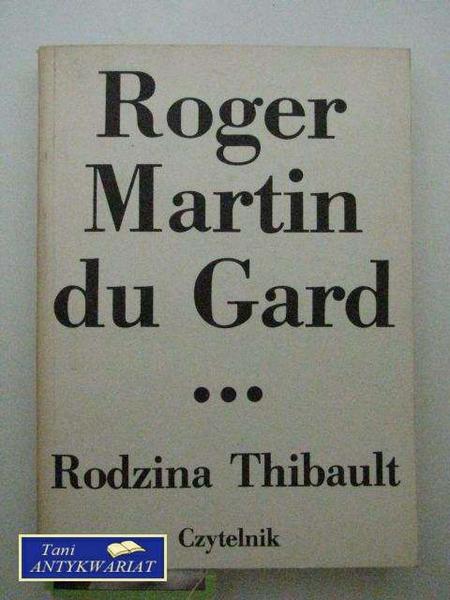 Roger
Martin
du Gard
•••
Rodzina Thibault
Czytelnik
Tani
ANTYKWARIAT